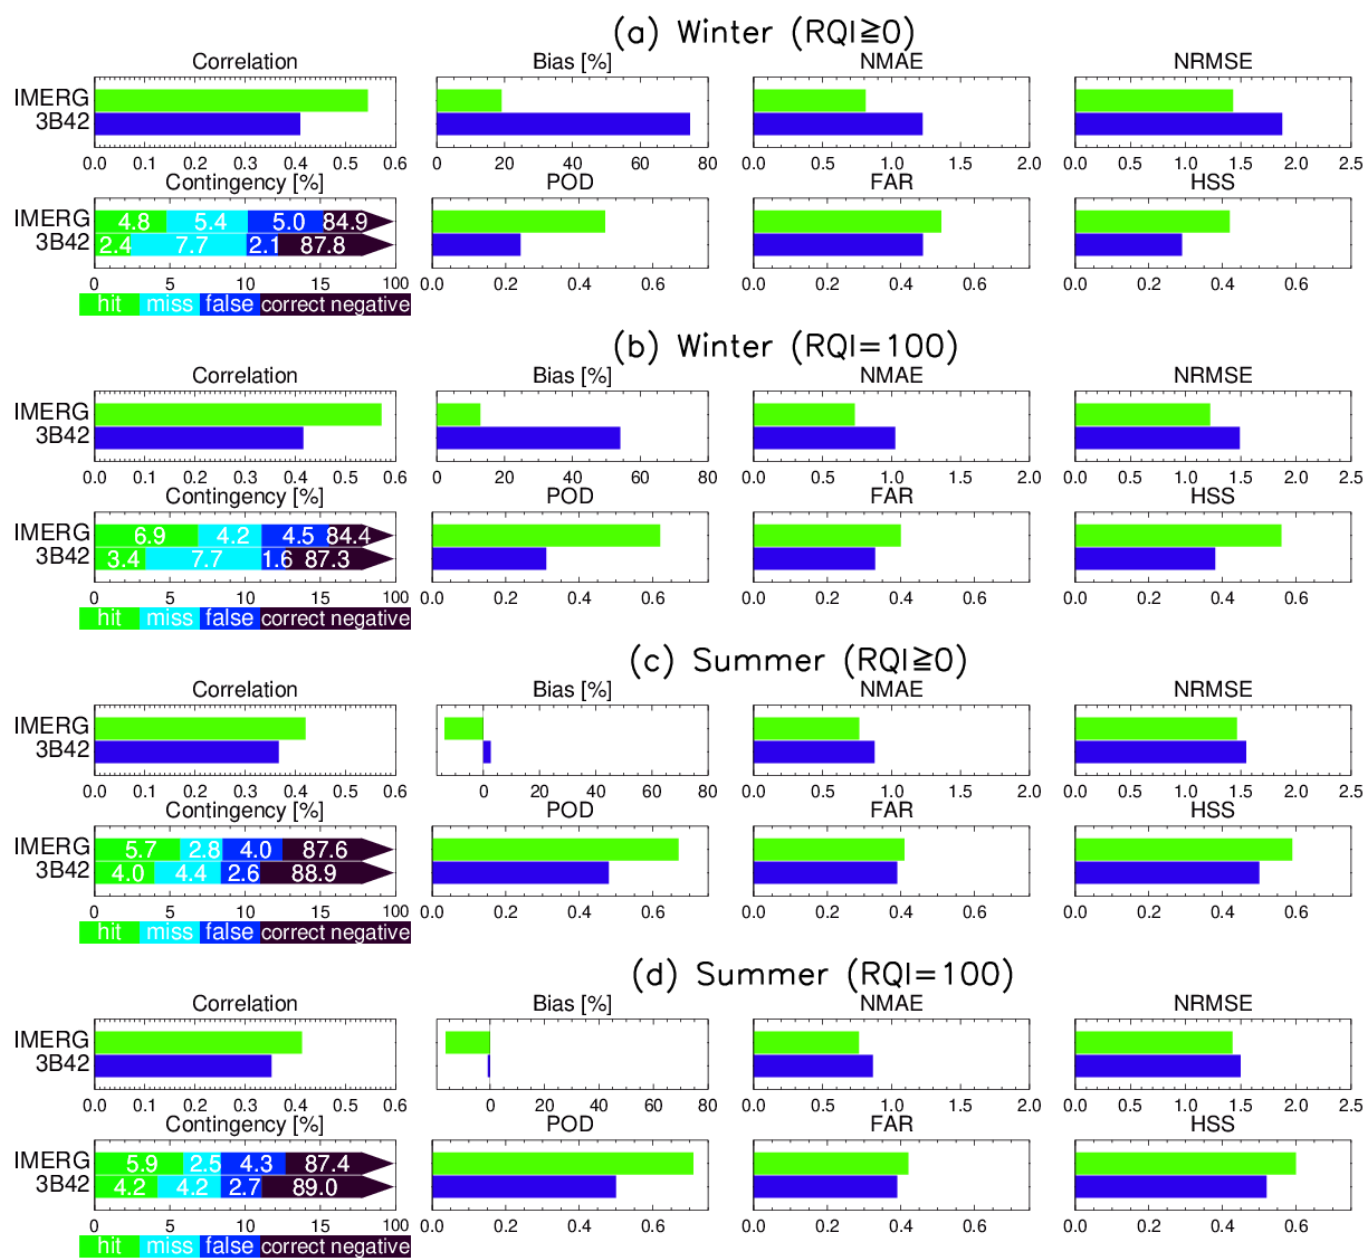 (a) Winter (RQI≧0)
Correlation Bias [%] NMAE NRMSE
IMERG
3B42
0.0 0.1 0.2 0.3 0.4 0.5 0.6 0 20 40 60 80 0.0 0.5 1.0 1.5 2.0 0.0 0.5 1.0 1.5 2.0 2.5
Contingency [%] POD FAR HSS
IMERG 4.8 5.4 5.0 84.9
3B42 2.4 7.7 2.1 87.8
0 5 10 15 100 0.0 0.2 0.4 0.6 0.0 0.2 0.4 0.6 0.0 0.2 0.4 0.6
hit miss false correct negative
(b) Winter (RQI=100)
Correlation Bias [%] NMAE NRMSE
IMERG
3B42
0.0 0.1 0.2 0.3 0.4 0.5 0.6 0 20 40 60 80 0.0 0.5 1.0 1.5 2.0 0.0 0.5 1.0 1.5 2.0 2.5
Contingency [%] POD FAR HSS
IMERG 6.9 4.2 4.5 84.4
3B42 3.4 7.7 1.6 87.3
0 5 10 15 100 0.0 0.2 0.4 0.6 0.0 0.2 0.4 0.6 0.0 0.2 0.4 0.6
hit miss false correct negative
(c) Summer (RQI≧0)
Correlation Bias [%] NMAE NRMSE
IMERG
3B42
0.0 0.1 0.2 0.3 0.4 0.5 0.6 0 20 40 60 80 0.0 0.5 1.0 1.5 2.0 0.0 0.5 1.0 1.5 2.0 2.5
Contingency [%] POD FAR HSS
IMERG 5.7 2.8 4.0 87.6
3B42 4.0 4.4 2.6 88.9
0 5 10 15 100 0.0 0.2 0.4 0.6 0.0 0.2 0.4 0.6 0.0 0.2 0.4 0.6
hit miss false correct negative
(d) Summer (RQI=100)
Correlation Bias [%] NMAE NRMSE
IMERG
3B42
0.0 0.1 0.2 0.3 0.4 0.5 0.6 0 20 40 60 80 0.0 0.5 1.0 1.5 2.0 0.0 0.5 1.0 1.5 2.0 2.5
Contingency [%] POD FAR HSS
IMERG 5.9 2.5 4.3 87.4
3B42 4.2 4.2 2.7 89.0
0 5 10 15 100 0.0 0.2 0.4 0.6 0.0 0.2 0.4 0.6 0.0 0.2 0.4 0.6
hit miss false correct negative